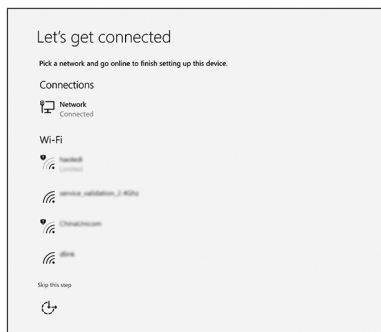 Let's get connected
Pick a network and go online to finish setting up this device.
Connections
Network
Connected
Wi-Fi
Limited
service_validation_2.4Ghz
ChinaUnicom
dlink
Skip this step